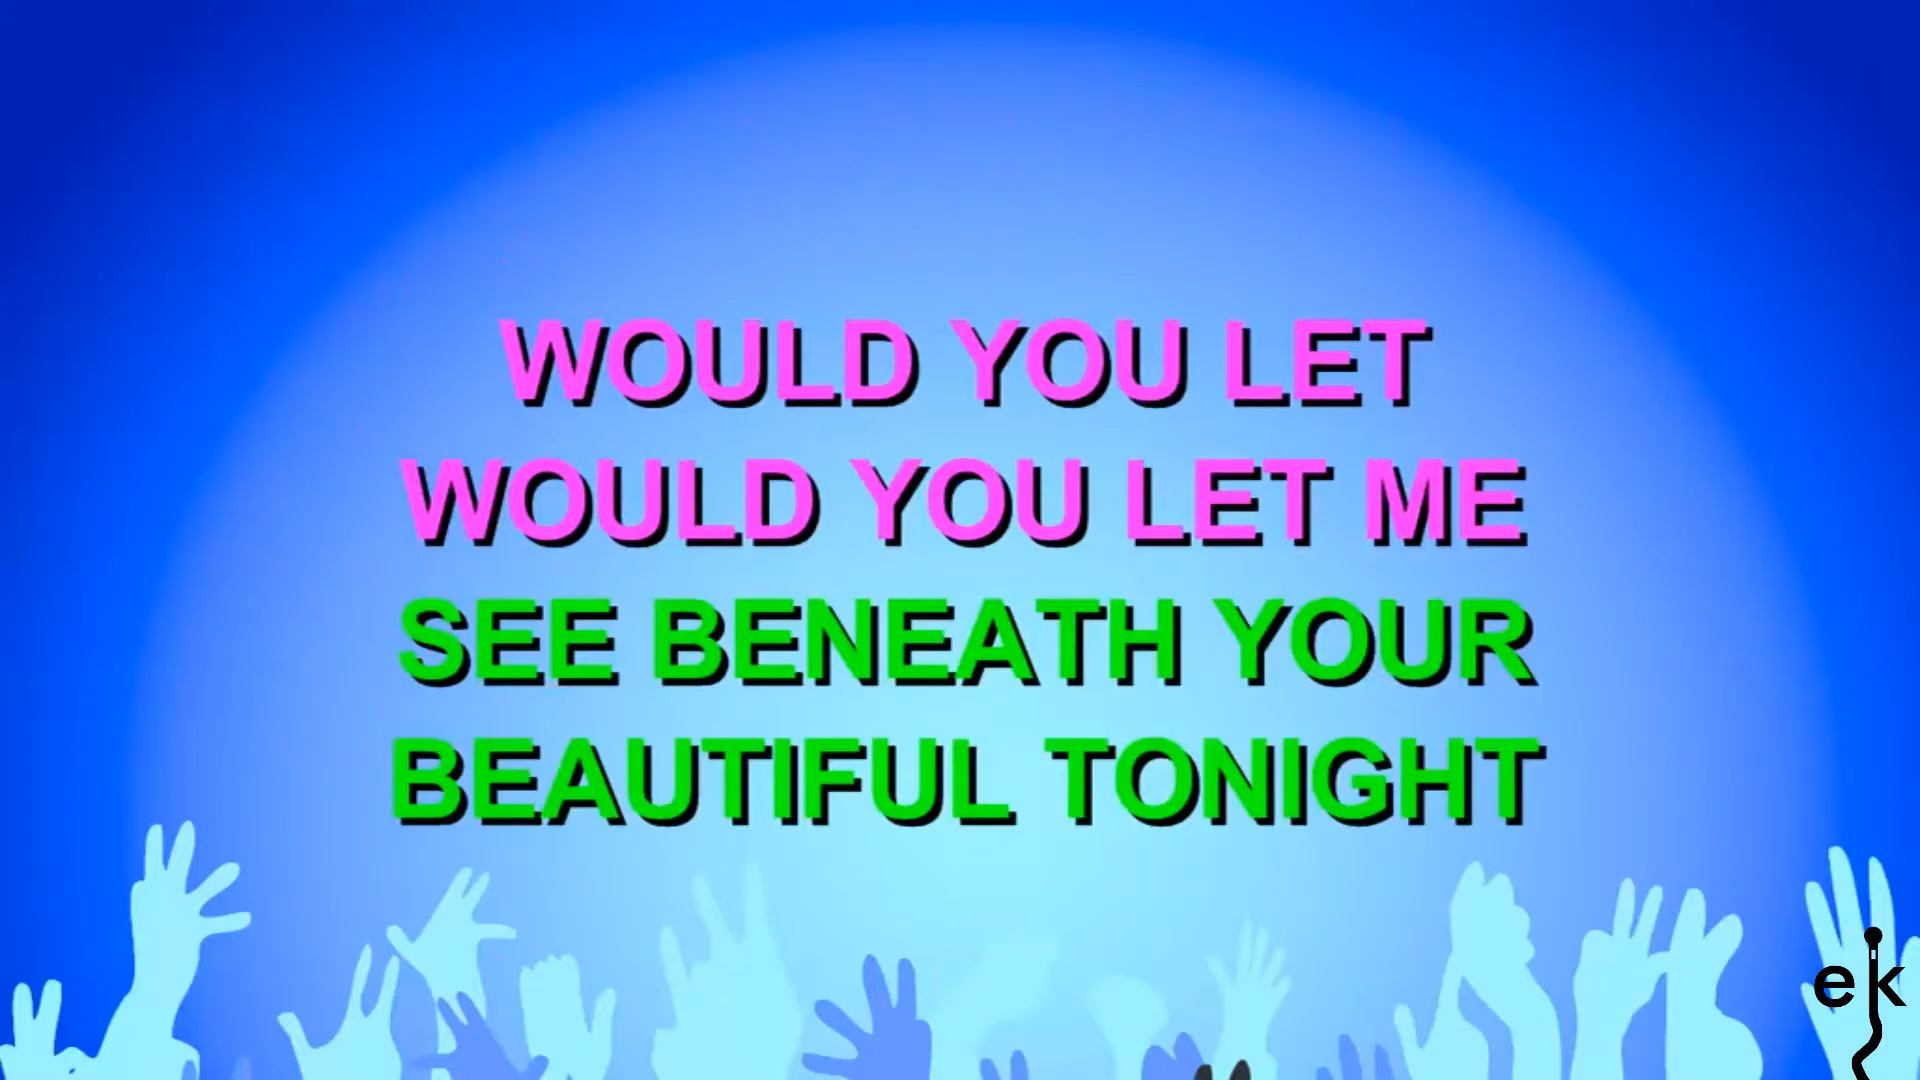 WOULD YOU LET
WOULD YOU LET ME
SEE BENEATH YOUR
BEAUTIFUL TONIGHT
ek